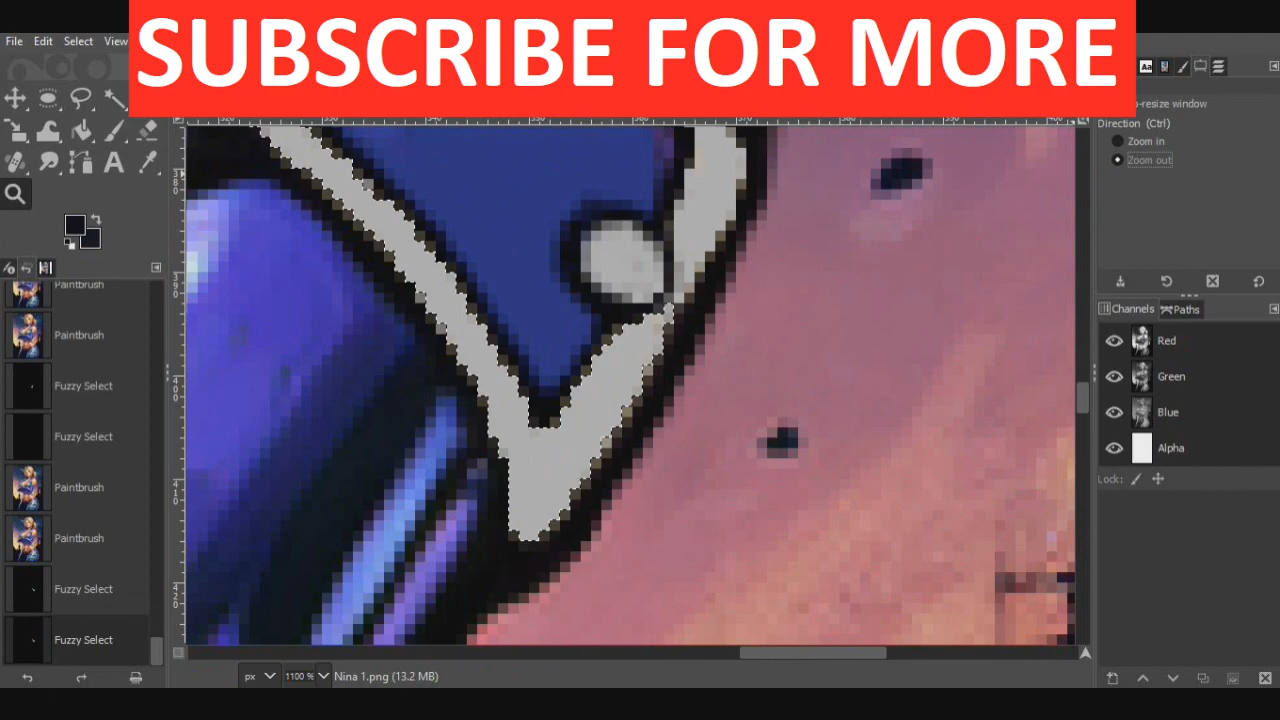 SUBSCRIBE FOR MORE
File Edit Select View
Aa
-resize window
Direction (Ctrl)
Zoom in
Zoom out
Channels Paths
Red
Green
Blue
Alpha
Lock:
Paintbrush
Paintbrush
Fuzzy Select
Fuzzy Select
Paintbrush
Paintbrush
Fuzzy Select
Fuzzy Select
px 1100 % Nina 1.png (13.2 MB)